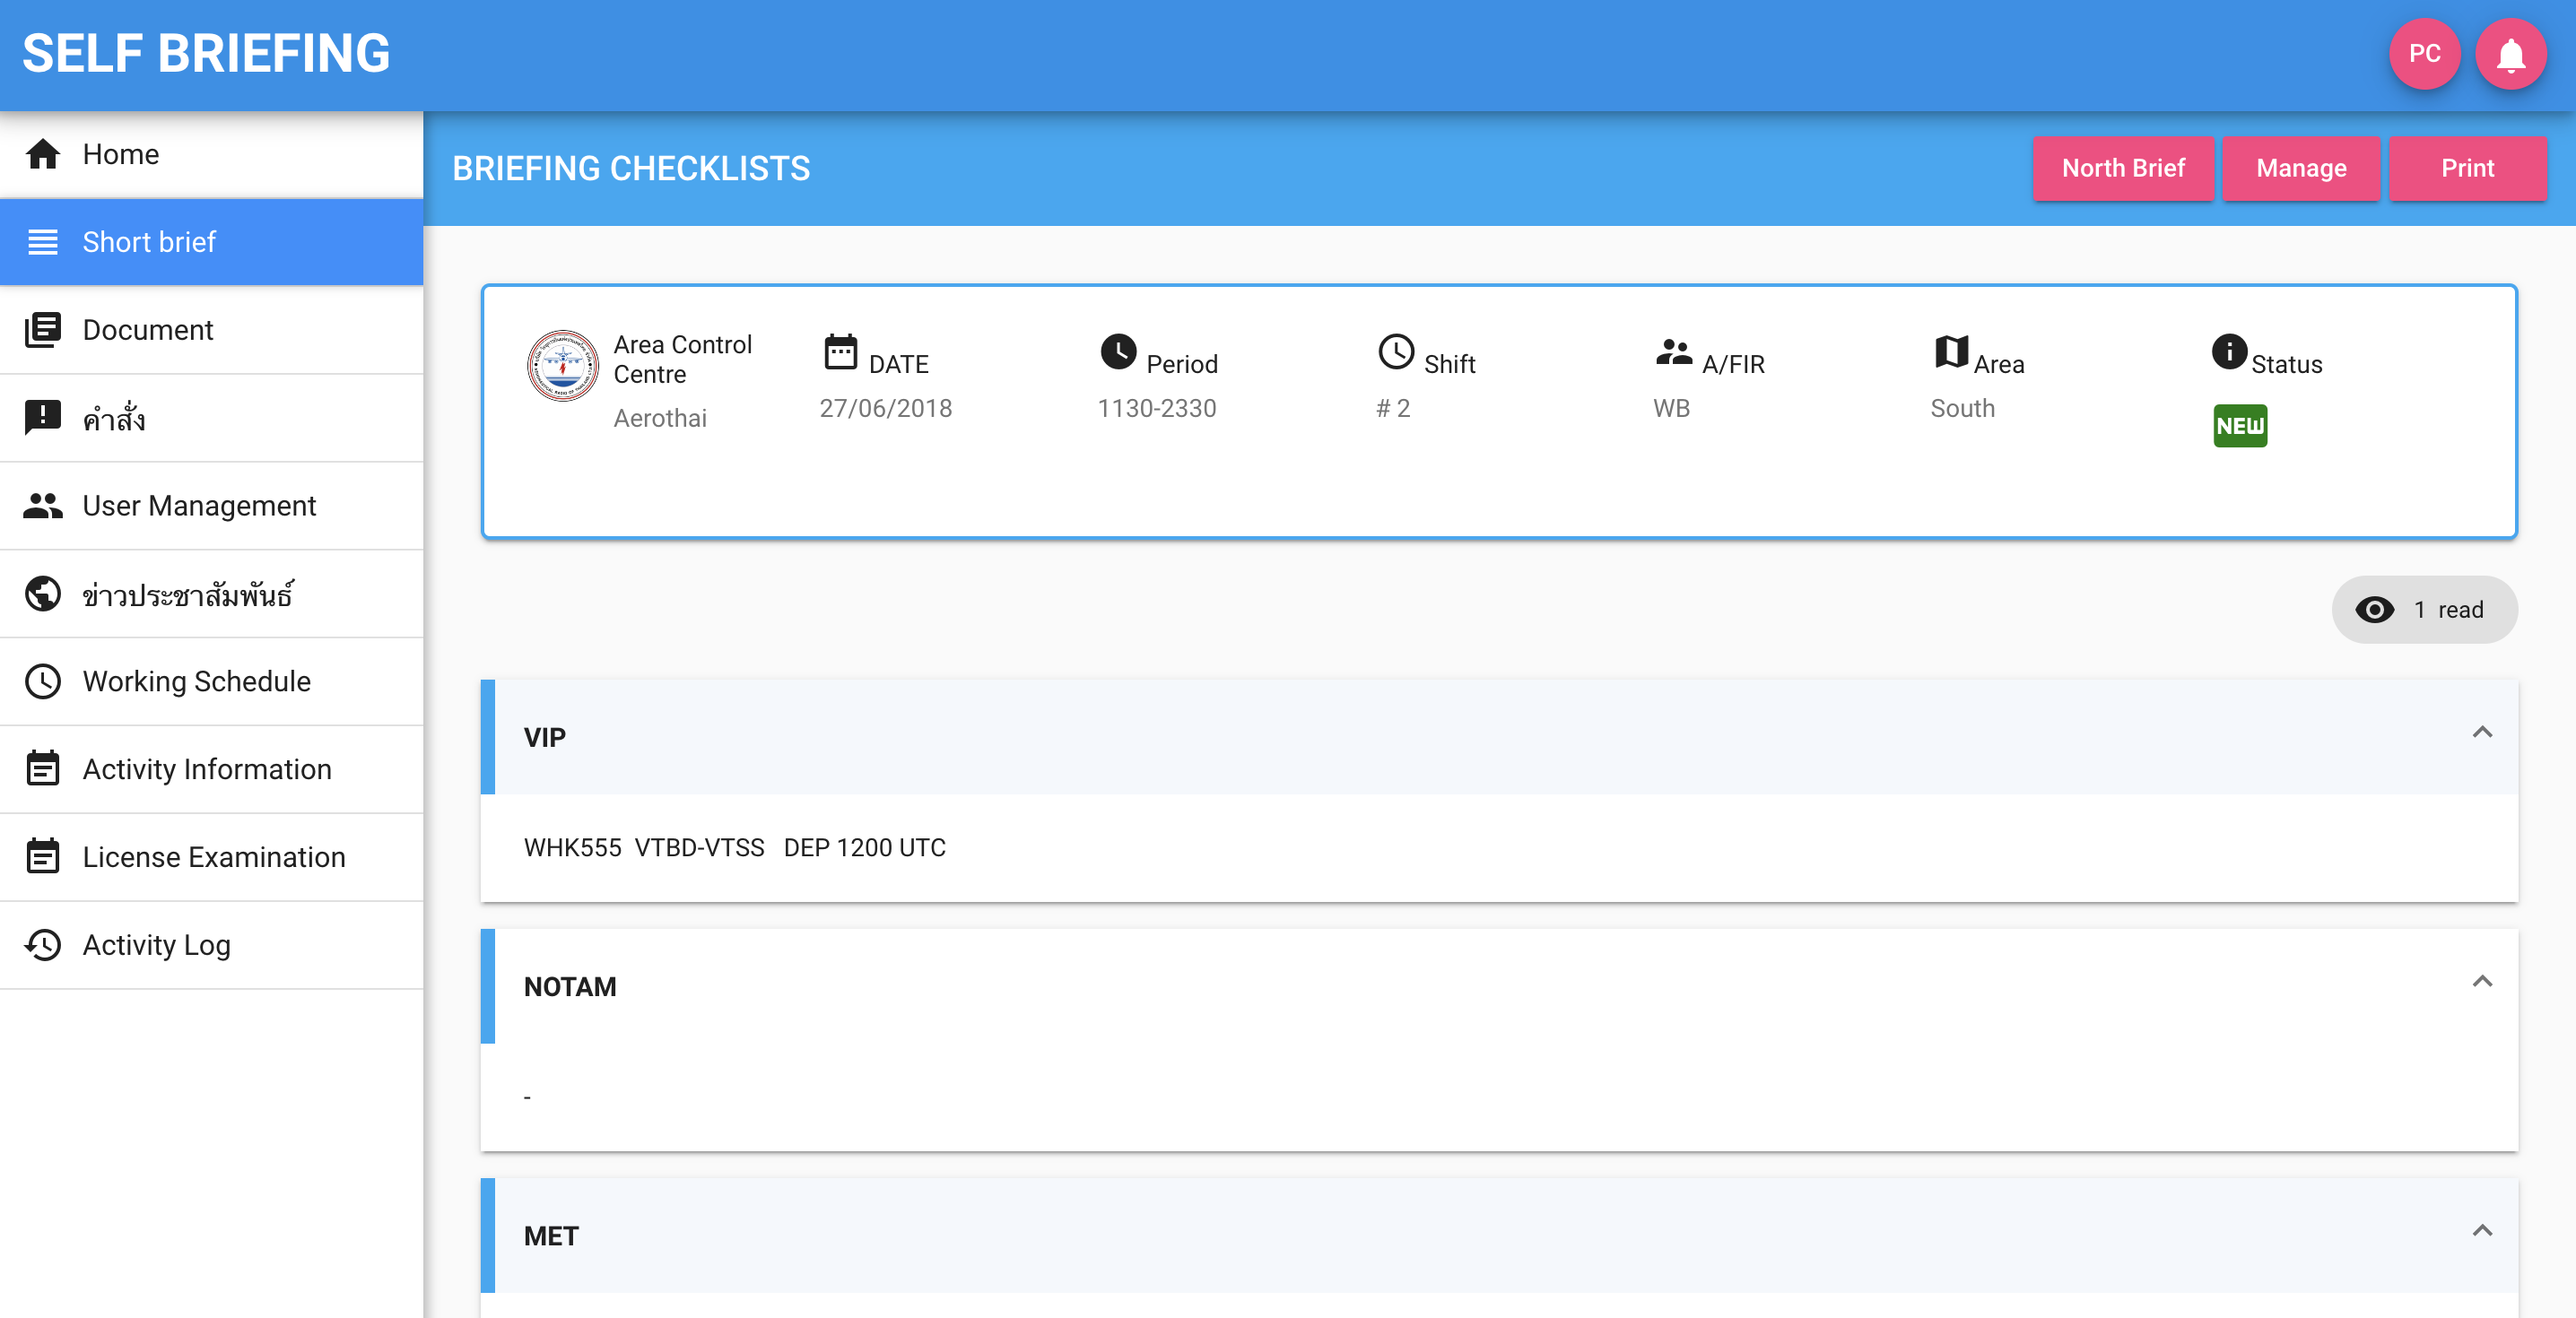 SELF BRIEFING
PC
Home
Short brief
Document
คำสั่ง
User Management
ข่าวประชาสัมพันธ์
Working Schedule
Activity Information
License Examination
Activity Log
BRIEFING CHECKLISTS
North Brief
Manage
Print
Area Control
Centre
Aerothai
DATE
27/06/2018
Period
1130-2330
Shift
# 2
A/FIR
WB
Area
South
Status
NEW
1 read
VIP
WHK555 VTBD-VTSS DEP 1200 UTC
NOTAM
-
MET